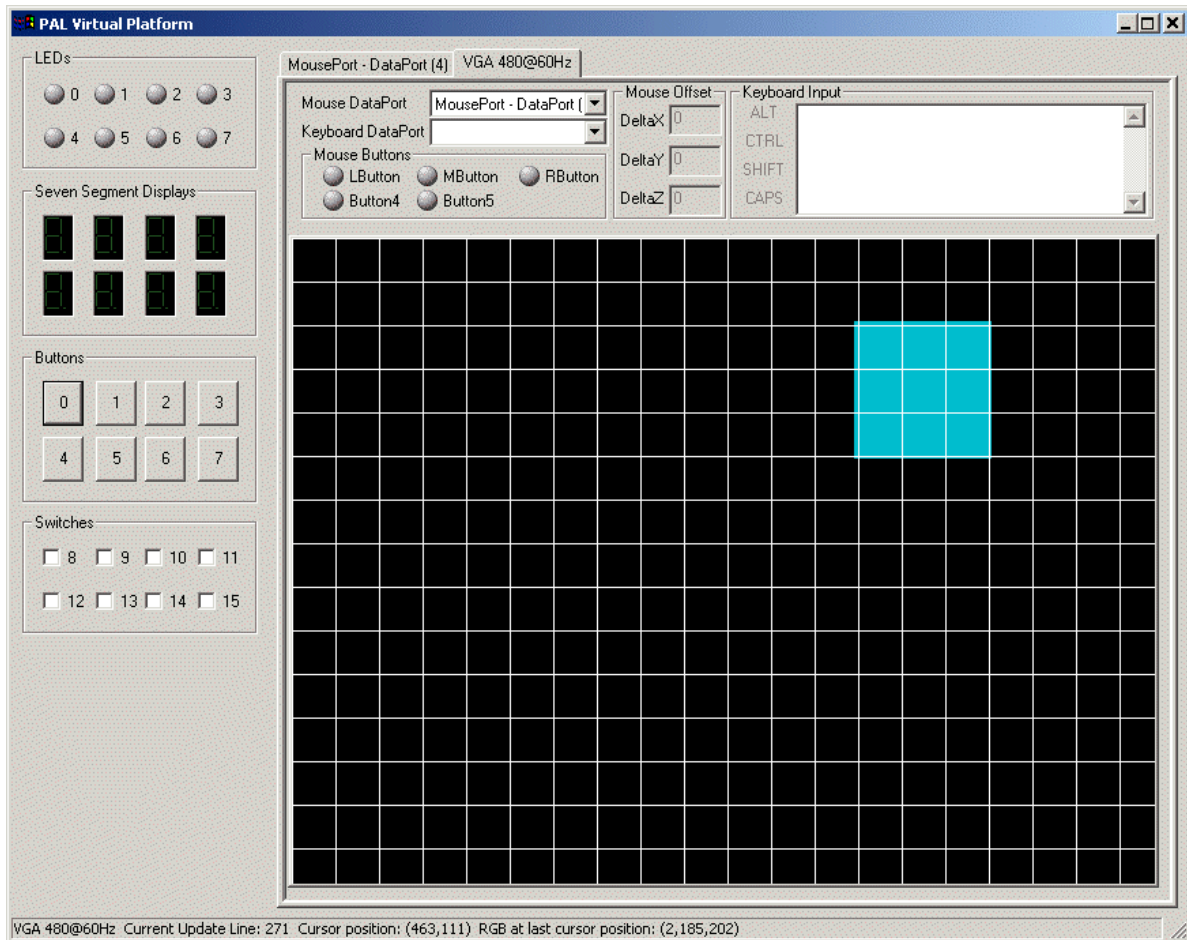 PAL Virtual Platform
LEDs
0 1 2 3
4 5 6 7
Seven Segment Displays
Buttons
0 1 2 3
4 5 6 7
Switches
8 9 10 11
12 13 14 15
MousePort - DataPort (4) VGA 480@60Hz
Mouse DataPort MousePort - DataPort (
Keyboard DataPort
Mouse Buttons
LButton MButton RButton
Button4 Button5
Mouse Offset
DeltaX 0
DeltaY 0
DeltaZ 0
Keyboard Input
ALT
CTRL
SHIFT
CAPS
VGA 480@60Hz Current Update Line: 271 Cursor position: (463,111) RGB at last cursor position: (2,185,202)